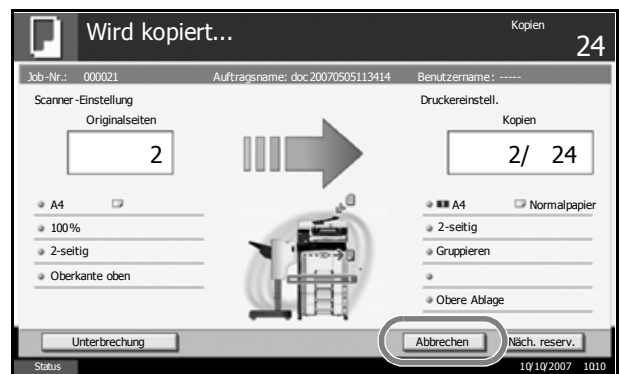 Wird kopiert...
Kopien
24
Job-Nr.: 000021 Auftragsname: doc20070505113414 Benutzername: -----
Scanner-Einstellung
Originalseiten
2
A4
100%
2-seitig
Oberkante oben
Druckereinstell.
Kopien
2/ 24
A4 Normalpapier
2-seitig
Gruppieren
Obere Ablage
Unterbrechung
Abbrechen
Näch. reserv.
Status
10/10/2007 1010